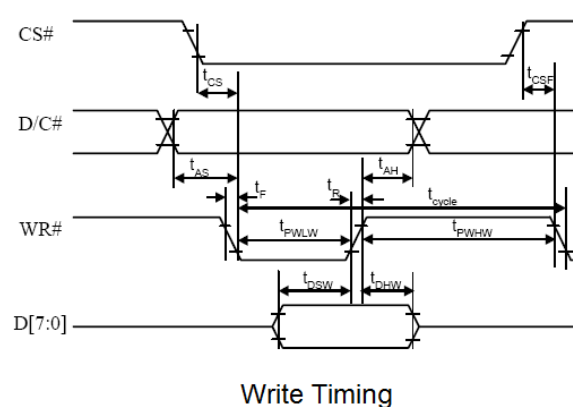 CS#
tCS
tCSF
D/C#
tAS
tAH
tF
tR
tcycle
WR#
tPWLW
tPWHW
tDSW
tDHW
D[7:0]
Write Timing